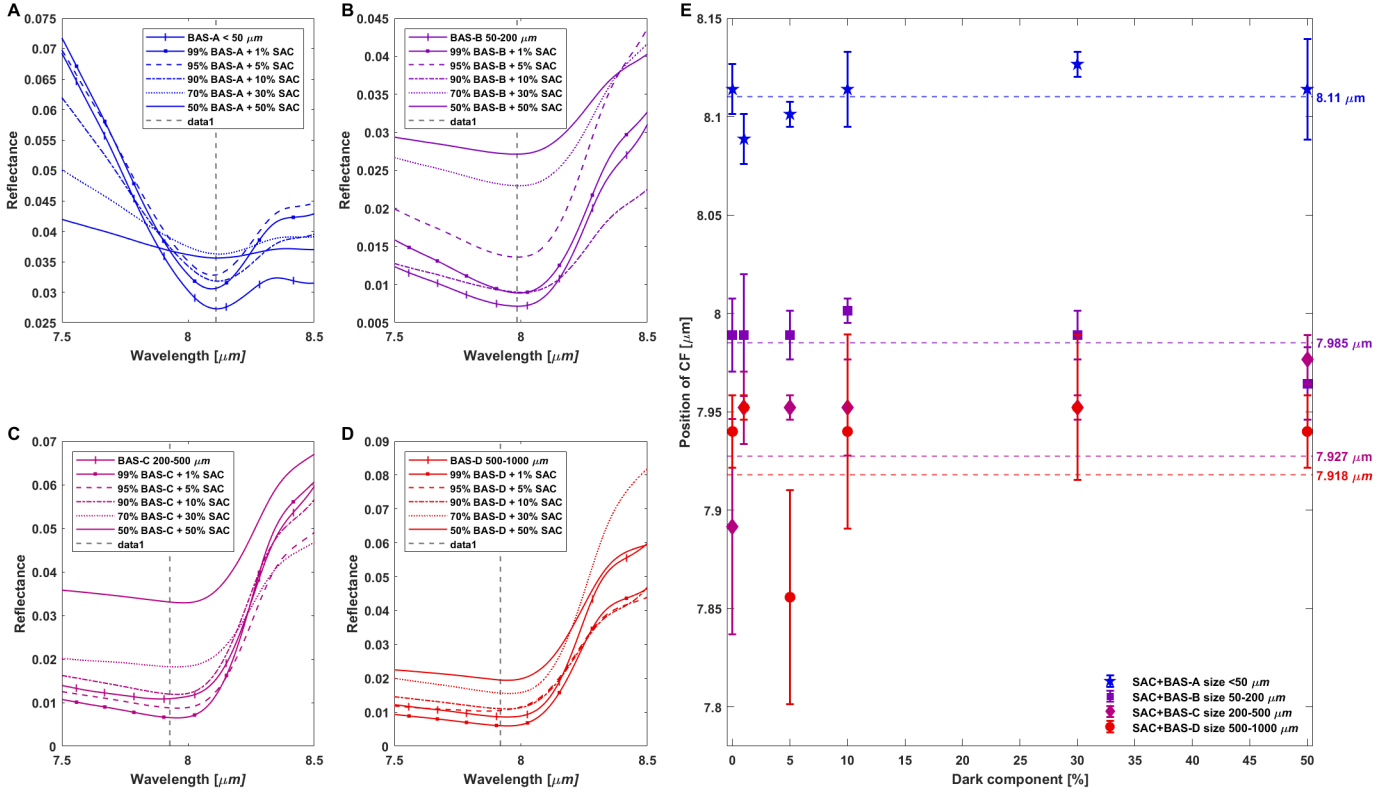 A
0.075
0.07
0.065
0.06
0.055
0.05
0.045
0.04
0.035
0.03
0.025
Reflectance
7.5
8
8.5
Wavelength [μm]
BAS-A < 50 μm
99% BAS-A + 1% SAC
95% BAS-A + 5% SAC
90% BAS-A + 10% SAC
70% BAS-A + 30% SAC
50% BAS-A + 50% SAC
data1
B
0.045
0.04
0.035
0.03
0.025
0.02
0.015
0.01
0.005
Reflectance
7.5
8
8.5
Wavelength [μm]
BAS-B 50-200 μm
99% BAS-B + 1% SAC
95% BAS-B + 5% SAC
90% BAS-B + 10% SAC
70% BAS-B + 30% SAC
50% BAS-B + 50% SAC
data1
C
0.07
0.06
0.05
0.04
0.03
0.02
0.01
0
Reflectance
7.5
8
8.5
Wavelength [μm]
BAS-C 200-500 μm
99% BAS-C + 1% SAC
95% BAS-C + 5% SAC
90% BAS-C + 10% SAC
70% BAS-C + 30% SAC
50% BAS-C + 50% SAC
data1
D
0.09
0.08
0.07
0.06
0.05
0.04
0.03
0.02
0.01
0
Reflectance
7.5
8
8.5
Wavelength [μm]
BAS-D 500-1000 μm
99% BAS-D + 1% SAC
95% BAS-D + 5% SAC
90% BAS-D + 10% SAC
70% BAS-D + 30% SAC
50% BAS-D + 50% SAC
data1
E
8.15
8.1
8.05
8
7.95
7.9
7.85
7.8
Position of CF [μm]
0
5
10
15
20
25
30
35
40
45
50
Dark component [%]
8.11 μm
7.985 μm
7.927 μm
7.918 μm
SAC+BAS-A size <50 μm
SAC+BAS-B size 50-200 μm
SAC+BAS-C size 200-500 μm
SAC+BAS-D size 500-1000 μm